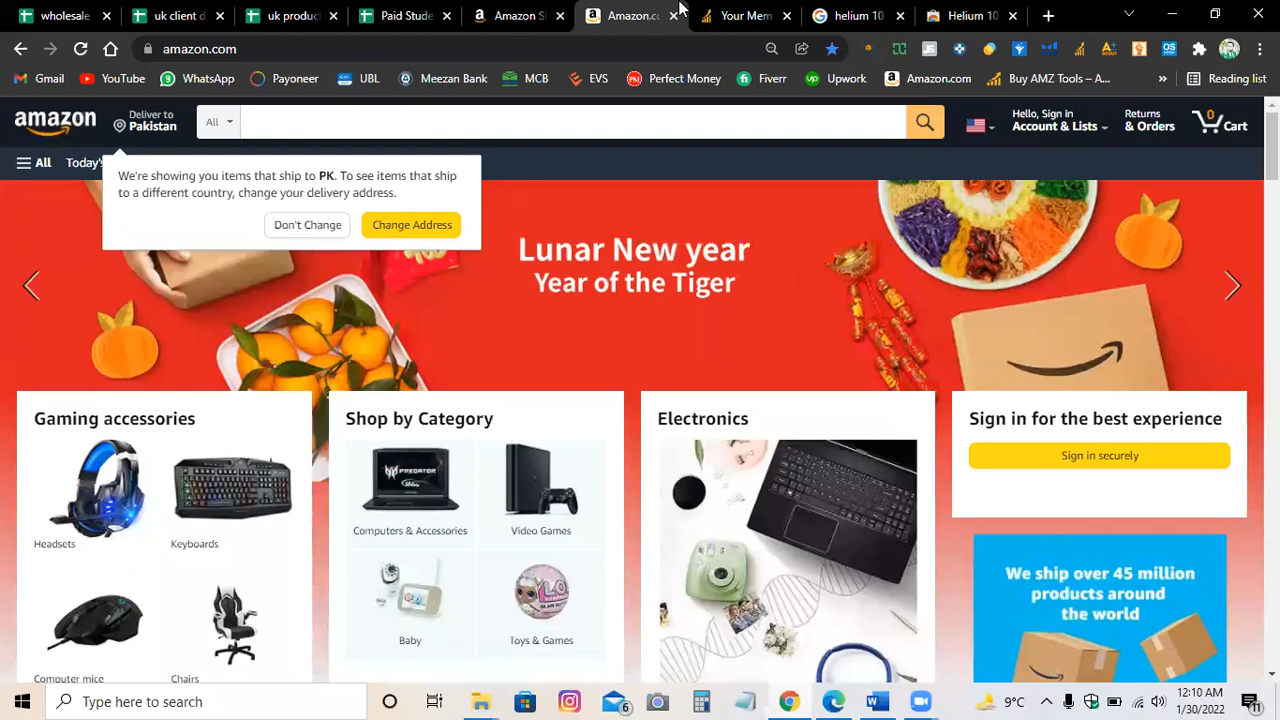 wholesale
uk client
uk produc
Paid Stude
Amazon S
Amazon.c
Your Mem
helium 10
Helium 10
amazon.com
Gmail
YouTube
WhatsApp
Payoneer
UBL
Meezan Bank
MCB
EVS
Perfect Money
Fiverr
Upwork
Amazon.com
Buy AMZ Tools – A...
»
Reading list
amazon
Deliver to
Pakistan
All
Hello, Sign in
Account & Lists
Returns
& Orders
0
Cart
All
Today's
We're showing you items that ship to PK. To see items that ship
to a different country, change your delivery address.
Don't Change
Change Address
Lunar New year
Year of the Tiger
Gaming accessories
Headsets
Keyboards
Computer mice
Chairs
Shop by Category
PREDATOR
Computers & Accessories
Video Games
Baby
Toys & Games
Electronics
Sign in for the best experience
Sign in securely
We ship over 45 million
products around
the world
Type here to search
6
9°C
12:10 AM
1/30/2022
11